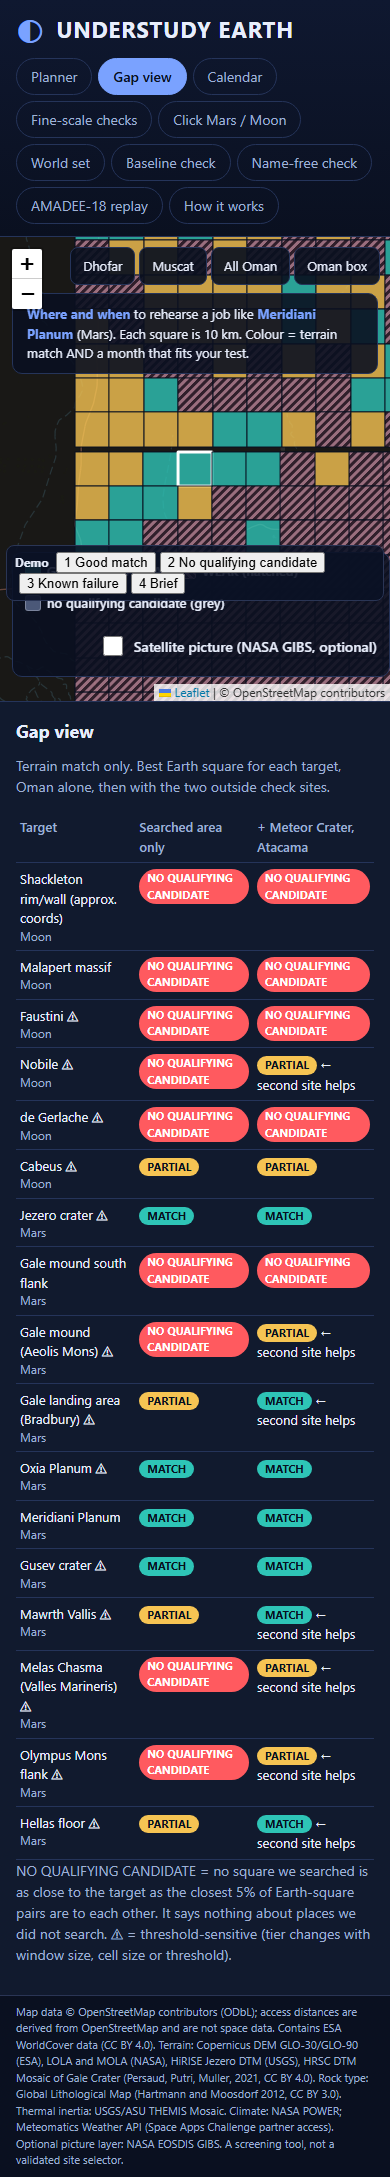 UNDERSTUDY EARTH
Planner
Gap view
Calendar
Fine-scale checks
Click Mars / Moon
World set
Baseline check
Name-free check
AMADEE-18 replay
How it works
+
−
Dhofar
Muscat
All Oman
Oman box
Where and when to rehearse a job like Meridiani
Planum (Mars). Each square is 10 km. Colour = terrain
match AND a month that fits your test.
Demo
1 Good match
2 No qualifying candidate
3 Known failure
4 Brief
no qualifying candidate (grey)
Satellite picture (NASA GIBS, optional)
Leaflet | © OpenStreetMap contributors
Gap view
Terrain match only. Best Earth square for each target,
Oman alone, then with the two outside check sites.
Target
Searched area
only
+ Meteor Crater,
Atacama
Shackleton
rim/wall (approx.
coords)
Moon
NO QUALIFYING
CANDIDATE
NO QUALIFYING
CANDIDATE
Malapert massif
Moon
NO QUALIFYING
CANDIDATE
NO QUALIFYING
CANDIDATE
Faustini ⚠
Moon
NO QUALIFYING
CANDIDATE
NO QUALIFYING
CANDIDATE
Nobile ⚠
Moon
NO QUALIFYING
CANDIDATE
PARTIAL ←
second site helps
de Gerlache ⚠
Moon
NO QUALIFYING
CANDIDATE
NO QUALIFYING
CANDIDATE
Cabeus ⚠
Moon
PARTIAL
PARTIAL
Jezero crater ⚠
Mars
MATCH
MATCH
Gale mound south
flank
Mars
NO QUALIFYING
CANDIDATE
NO QUALIFYING
CANDIDATE
Gale mound
(Aeolis Mons) ⚠
Mars
NO QUALIFYING
CANDIDATE
PARTIAL ←
second site helps
Gale landing area
(Bradbury) ⚠
Mars
PARTIAL
MATCH ←
second site helps
Oxia Planum ⚠
Mars
MATCH
MATCH
Meridiani Planum
Mars
MATCH
MATCH
Gusev crater ⚠
Mars
MATCH
MATCH
Mawrth Vallis ⚠
Mars
PARTIAL
MATCH ←
second site helps
Melas Chasma
(Valles Marineris)
⚠
Mars
NO QUALIFYING
CANDIDATE
PARTIAL ←
second site helps
Olympus Mons
flank ⚠
Mars
NO QUALIFYING
CANDIDATE
PARTIAL ←
second site helps
Hellas floor ⚠
Mars
PARTIAL
MATCH ←
second site helps
NO QUALIFYING CANDIDATE = no square we searched is
as close to the target as the closest 5% of Earth-square
pairs are to each other. It says nothing about places we
did not search. ⚠ = threshold-sensitive (tier changes with
window size, cell size or threshold).
Map data © OpenStreetMap contributors (ODbL); access distances are
derived from OpenStreetMap and are not space data. Contains ESA
WorldCover data (CC BY 4.0). Terrain: Copernicus DEM GLO-30/GLO-90
(ESA), LOLA and MOLA (NASA), HiRISE Jezero DTM (USGS), HRSC DTM
Mosaic of Gale Crater (Persaud, Putri, Muller, 2021, CC BY 4.0). Rock type:
Global Lithological Map (Hartmann and Moosdorf 2012, CC BY 3.0).
Thermal inertia: USGS/ASU THEMIS Mosaic. Climate: NASA POWER;
Meteomatics Weather API (Space Apps Challenge partner access).
Optional picture layer: NASA EOSDIS GIBS. A screening tool, not a
validated site selector.